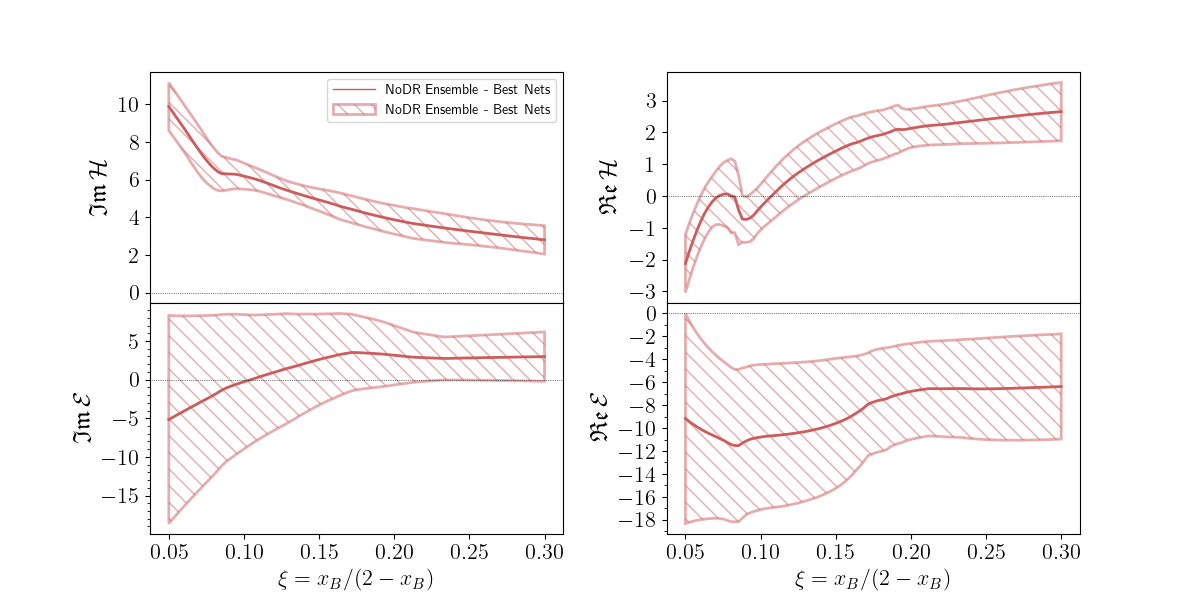 NoDR Ensemble - Best Nets
NoDR Ensemble - Best Nets
ℑ𝔪 ℋ
10
8
6
4
2
0
ℜ𝔢 ℋ
3
2
1
0
−1
−2
−3
ℑ𝔪 ℰ
5
0
−5
−10
−15
0.05 0.10 0.15 0.20 0.25 0.30
ξ = x_B/(2 − x_B)
ℜ𝔢 ℰ
0
−2
−4
−6
−8
−10
−12
−14
−16
−18
0.05 0.10 0.15 0.20 0.25 0.30
ξ = x_B/(2 − x_B)